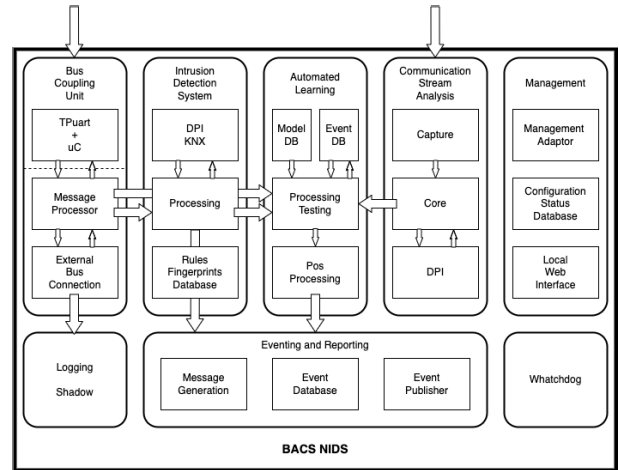 Bus
Coupling
Unit
TPuart
+
uC
Message
Processor
External
Bus
Connection
Intrusion
Detection
System
DPI
KNX
Processing
Rules
Fingerprints
Database
Automated
Learning
Model
DB
Event
DB
Processing
Testing
Pos
Processing
Communication
Stream
Analysis
Capture
Core
DPI
Management
Management
Adaptor
Configuration
Status
Database
Local
Web
Interface
Logging
Shadow
Eventing and Reporting
Message
Generation
Event
Database
Event
Publisher
Whatchdog
BACS NIDS